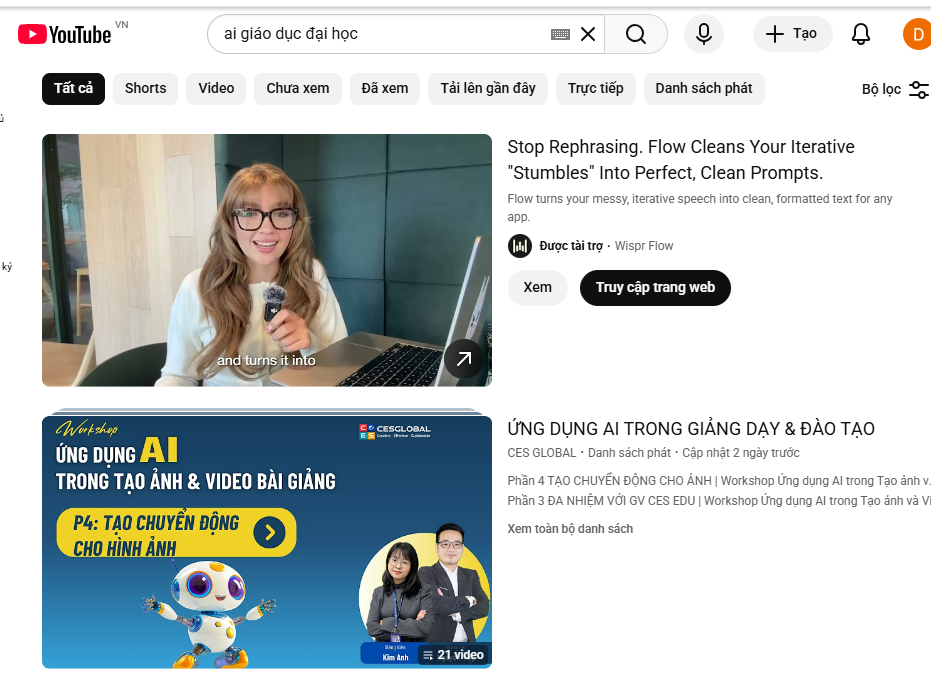 YouTube VN
ai giáo dục đại học
Tạo
D
Tất cả
Shorts
Video
Chưa xem
Đã xem
Tải lên gần đây
Trực tiếp
Danh sách phát
Bộ lọc
ký
and turns it into
Stop Rephrasing. Flow Cleans Your Iterative
"Stumbles" Into Perfect, Clean Prompts.
Flow turns your messy, iterative speech into clean, formatted text for any
app.
Được tài trợ · Wispr Flow
Xem
Truy cập trang web
Workshop
ỨNG DỤNG AI
TRONG TẠO ẢNH & VIDEO BÀI GIẢNG
P4: TẠO CHUYỂN ĐỘNG
CHO HÌNH ẢNH
CES CESGLOBAL
Kim Anh
21 video
ỨNG DỤNG AI TRONG GIẢNG DẠY & ĐÀO TẠO
CES GLOBAL · Danh sách phát · Cập nhật 2 ngày trước
Phần 4 TẠO CHUYỂN ĐỘNG CHO ẢNH | Workshop Ứng dụng AI trong Tạo ảnh v.
Phần 3 ĐA NHIỆM VỚI GV CES EDU | Workshop Ứng dụng AI trong Tạo ảnh và Vi
Xem toàn bộ danh sách